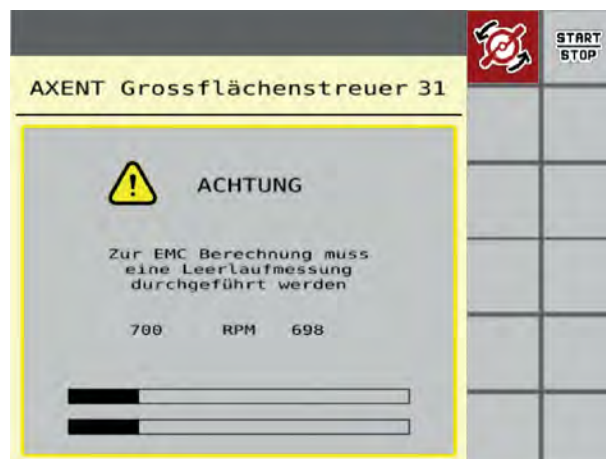 START
STOP
AXENT Grossflächenstreuer 31
ACHTUNG
Zur EMC Berechnung muss
eine Leerlaufmessung
durchgeführt werden
700 RPM 698